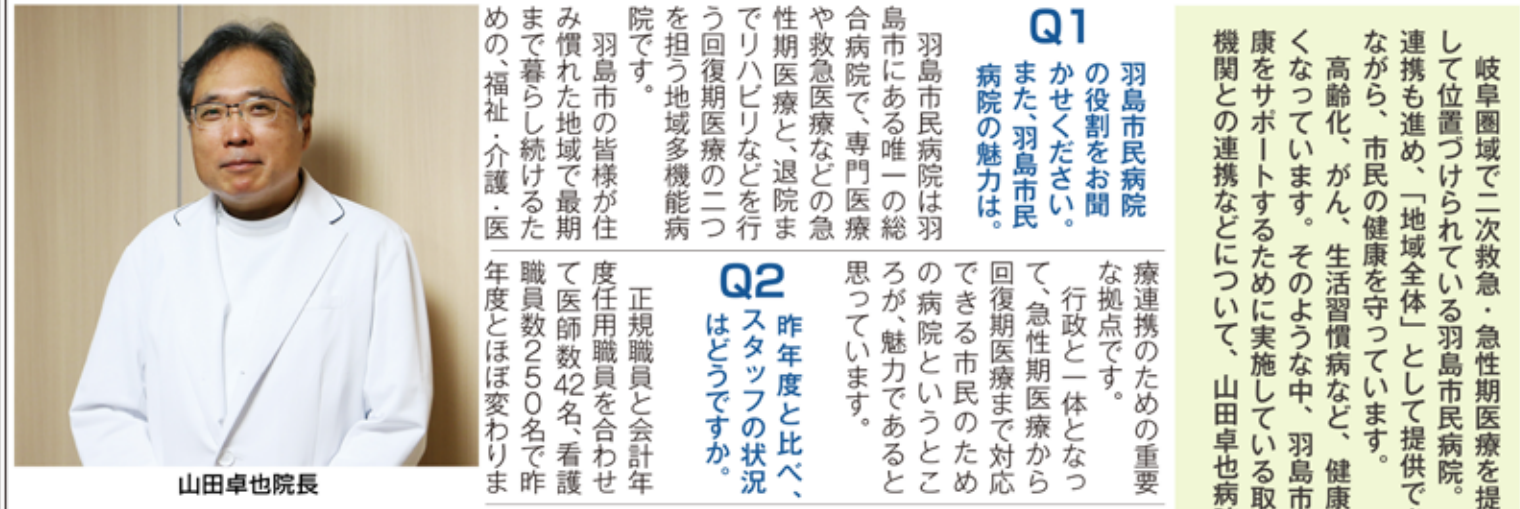 岐阜圏域で二次救急・急性期医療を提
して位置づけられている羽島市民病院。
連携も進め、「地域全体」として提供で
ながら、市民の健康を守っています。
高齢化、がん、生活習慣病など、健康
くなっています。そのような中、羽島市
康をサポートするために実施している取
機関との連携などについて、山田卓也病
Q1
羽島市民病院
の役割をお聞
かせください。
また、羽島市民
病院の魅力は。
羽島市民病院は羽
島市にある唯一の総
合病院で、専門医療
や救急医療などの急
性期医療と、退院ま
でリハビリなどを行
う回復期医療の二つ
を担う地域多機能病
院です。
羽島市の皆様が住
み慣れた地域で最期
まで暮らし続けるた
めの、福祉・介護・医
療連携のための重要
な拠点です。
行政と一体となっ
て、急性期医療から
回復期医療まで対応
できる市民のため
の病院というとこ
ろが、魅力であると
思っています。
Q2
昨年度と比べ、
スタッフの状況
はどうですか。
正規職員と会計年
度任用職員を合わせ
て医師数42名、看護
職員数250名で昨
年度とほぼ変わりま
山田卓也院長